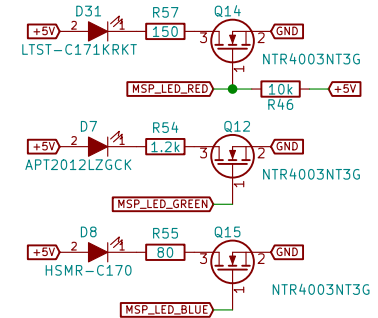 D31 R57 Q14
+5V 2 1 150 3 2 GND
LTST-C171KRKT 1 NTR4003NT3G
MSP_LED_RED 10k +5V
R46
D7 R54 Q12
+5V 2 1 1.2k 3 2 GND
APT2012LZGCK 1 NTR4003NT3G
MSP_LED_GREEN
D8 R55 Q15
+5V 2 1 80 3 2 GND
HSMR-C170 1 NTR4003NT3G
MSP_LED_BLUE